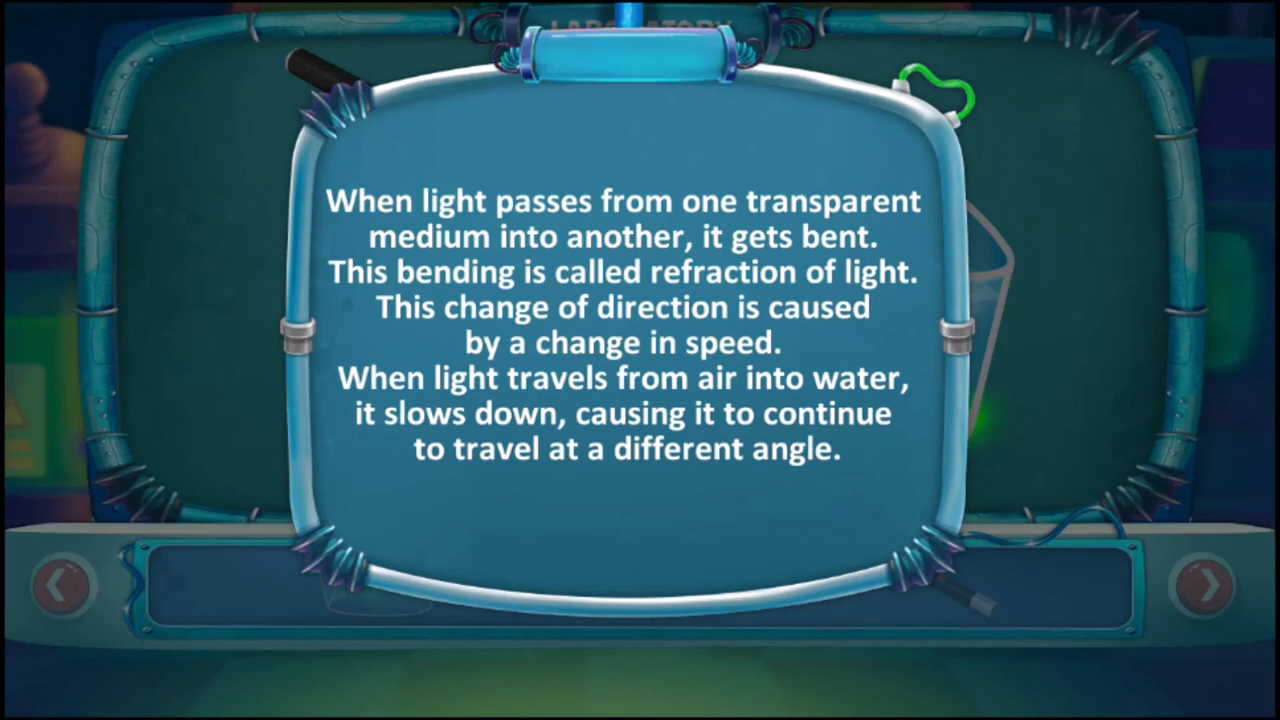 LABORATORY
When light passes from one transparent
medium into another, it gets bent.
This bending is called refraction of light.
This change of direction is caused
by a change in speed.
When light travels from air into water,
it slows down, causing it to continue
to travel at a different angle.